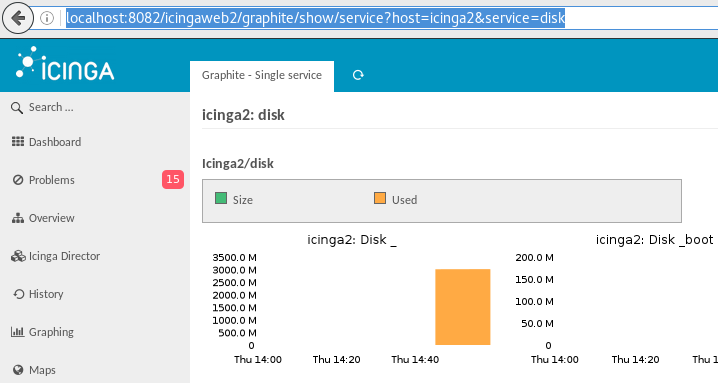 localhost:8082/icingaweb2/graphite/show/service?host=icinga2&service=disk
ICINGA
Graphite - Single service
Search ...
Dashboard
Problems 15
Overview
Icinga Director
History
Graphing
Maps
icinga2: disk
Icinga2/disk
Size Used
icinga2: Disk _
3500.0 M
3000.0 M
2500.0 M
2000.0 M
1500.0 M
1000.0 M
500.0 M
0
Thu 14:00 Thu 14:20 Thu 14:40
icinga2: Disk _boot
200.0 M
150.0 M
100.0 M
50.0 M
0
Thu 14:00 Thu 14:20 Thu 1